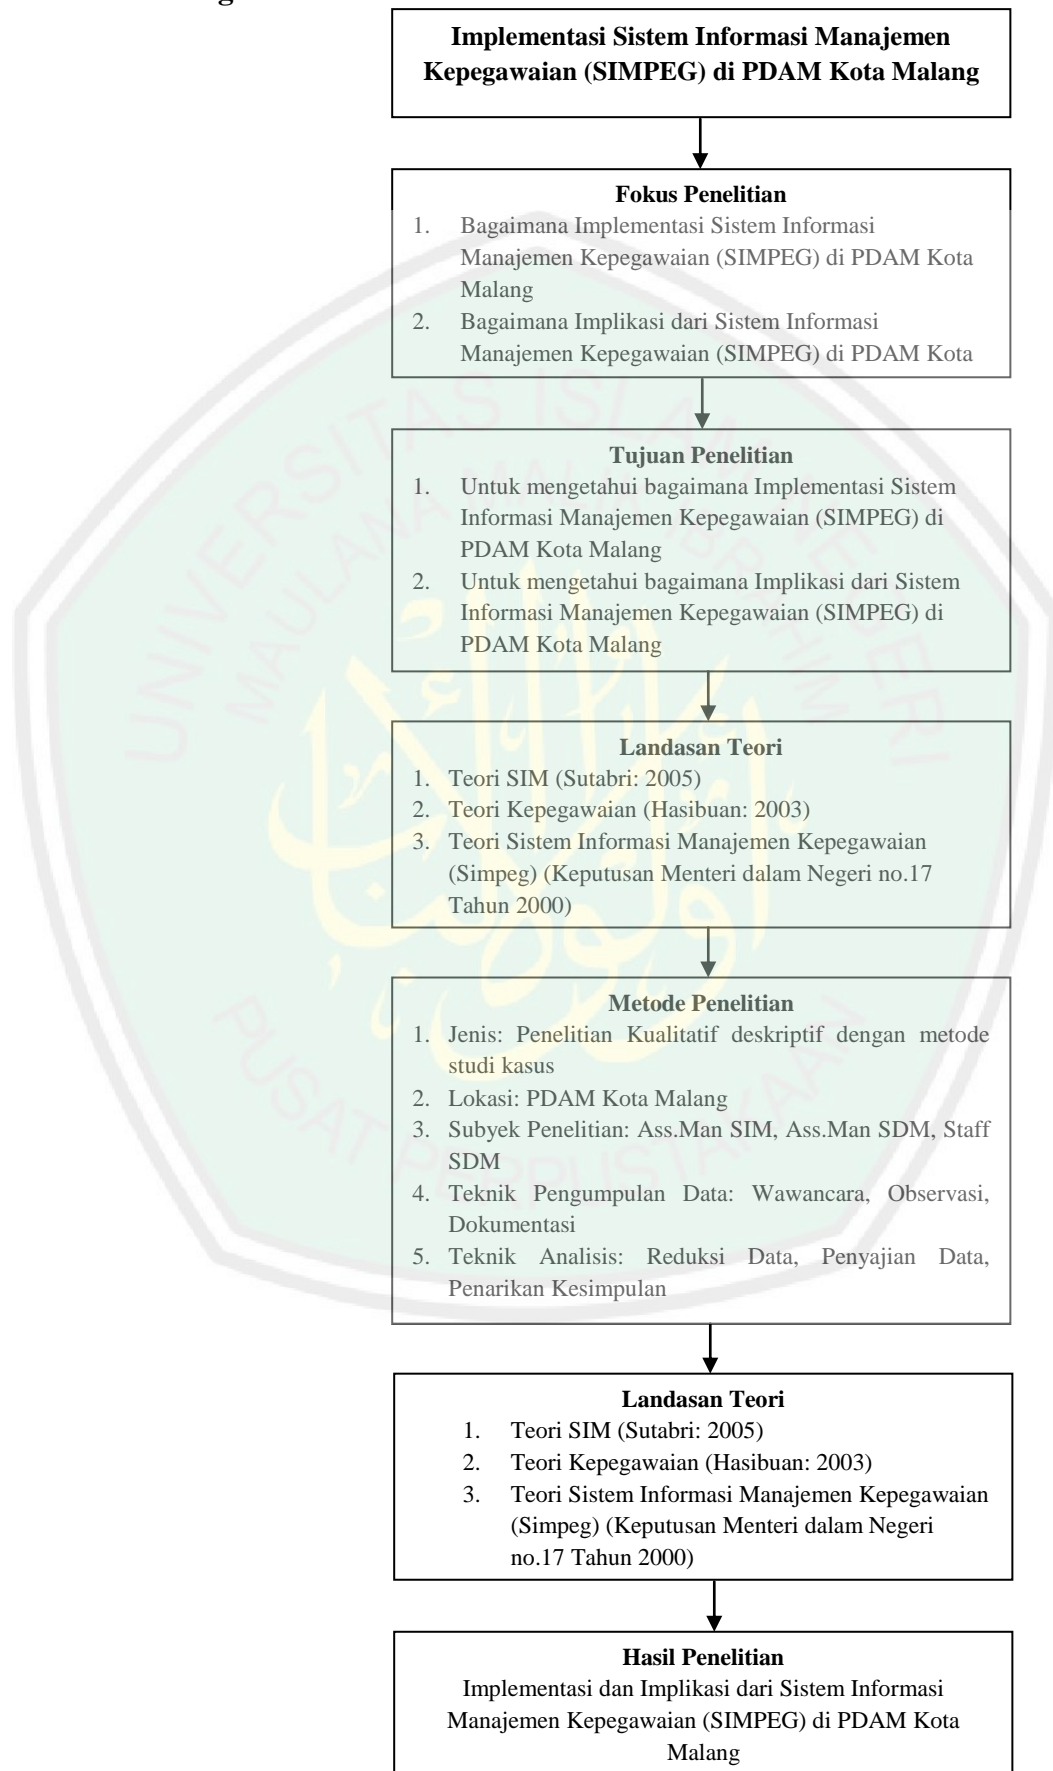 Implementasi Sistem Informasi Manajemen
Kepegawaian (SIMPEG) di PDAM Kota Malang
Fokus Penelitian
1. Bagaimana Implementasi Sistem Informasi
Manajemen Kepegawaian (SIMPEG) di PDAM Kota
Malang
2. Bagaimana Implikasi dari Sistem Informasi
Manajemen Kepegawaian (SIMPEG) di PDAM Kota
Tujuan Penelitian
1. Untuk mengetahui bagaimana Implementasi Sistem
Informasi Manajemen Kepegawaian (SIMPEG) di
PDAM Kota Malang
2. Untuk mengetahui bagaimana Implikasi dari Sistem
Informasi Manajemen Kepegawaian (SIMPEG) di
PDAM Kota Malang
Landasan Teori
1. Teori SIM (Sutabri: 2005)
2. Teori Kepegawaian (Hasibuan: 2003)
3. Teori Sistem Informasi Manajemen Kepegawaian
(Simpeg) (Keputusan Menteri dalam Negeri no.17
Tahun 2000)
Metode Penelitian
1. Jenis: Penelitian Kualitatif deskriptif dengan metode
studi kasus
2. Lokasi: PDAM Kota Malang
3. Subyek Penelitian: Ass.Man SIM, Ass.Man SDM, Staff
SDM
4. Teknik Pengumpulan Data: Wawancara, Observasi,
Dokumentasi
5. Teknik Analisis: Reduksi Data, Penyajian Data,
Penarikan Kesimpulan
Landasan Teori
1. Teori SIM (Sutabri: 2005)
2. Teori Kepegawaian (Hasibuan: 2003)
3. Teori Sistem Informasi Manajemen Kepegawaian
(Simpeg) (Keputusan Menteri dalam Negeri
no.17 Tahun 2000)
Hasil Penelitian
Implementasi dan Implikasi dari Sistem Informasi
Manajemen Kepegawaian (SIMPEG) di PDAM Kota
Malang
UNIVERSITAS ISLAM NEGERI
MAULANA MALIK IBRAHIM
PUSAT PERPUSTAKAAN